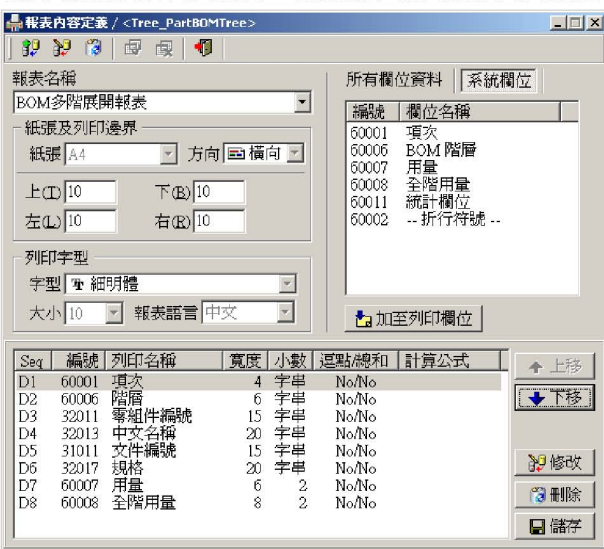 報表內容定義 / <Tree_PartBOMTree>
報表名稱
BOM多階展開報表
紙張及列印邊界
紙張 A4 方向 橫向
上(T) 10 下(B) 10
左(L) 10 右(R) 10
列印字型
字型 細明體
大小 10 報表語言 中文
所有欄位資料 系統欄位
編號 欄位名稱
60001 項次
60006 BOM 階層
60007 用量
60008 全階用量
60011 統計欄位
60002 -- 折行符號 --
加至列印欄位
Seq 編號 列印名稱 寬度 小數 逗點/總和 計算公式
D1 60001 項次 4 字串 No/No
D2 60006 階層 6 字串 No/No
D3 32011 零組件編號 15 字串 No/No
D4 32013 中文名稱 20 字串 No/No
D5 31011 文件編號 15 字串 No/No
D6 32017 規格 20 字串 No/No
D7 60007 用量 6 2 No/No
D8 60008 全階用量 8 2 No/No
上移
下移
修改
刪除
儲存